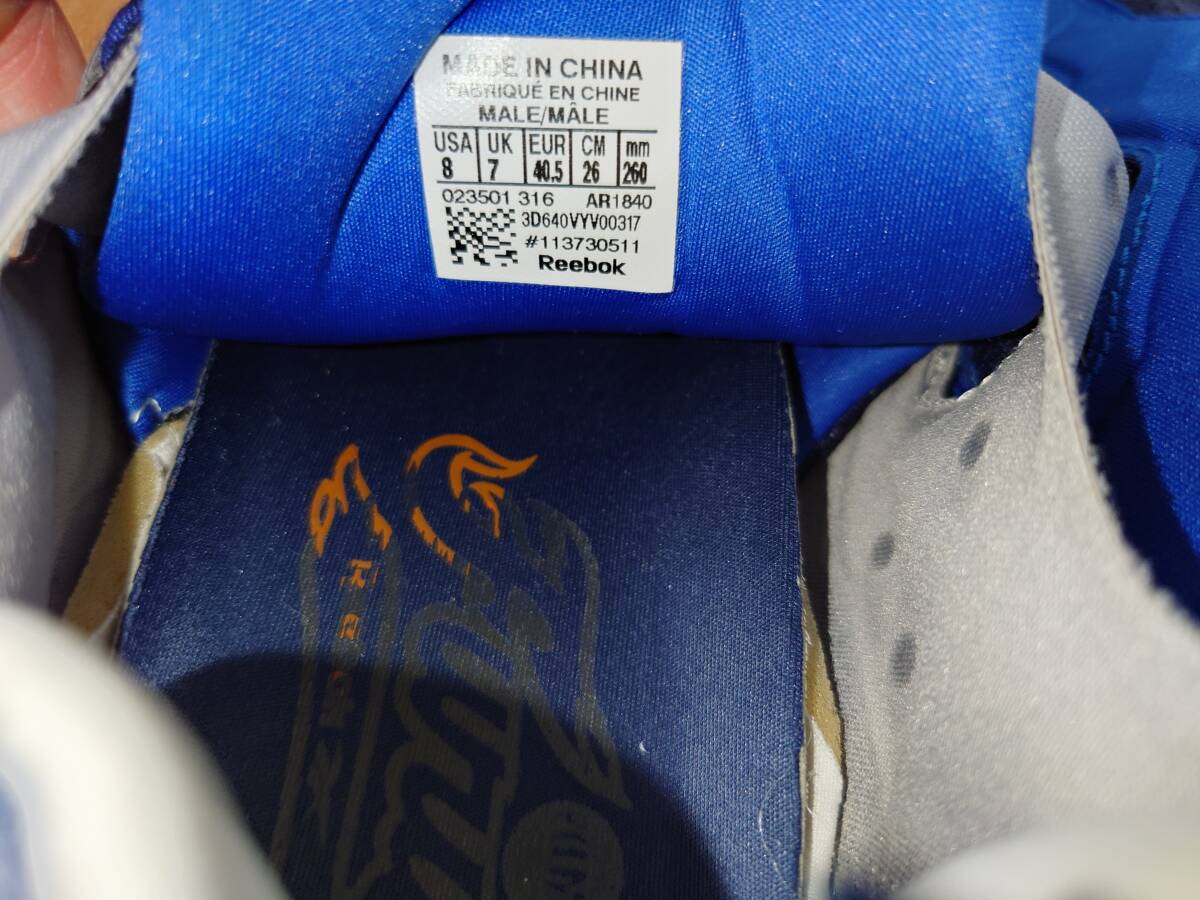 MADE IN CHINA
FABRIQUÉ EN CHINE
MALE/MÂLE
USA UK EUR CM mm
8 7 40.5 26 260
023501 316 AR1840
3D640VYV00317
#113730511
Reebok